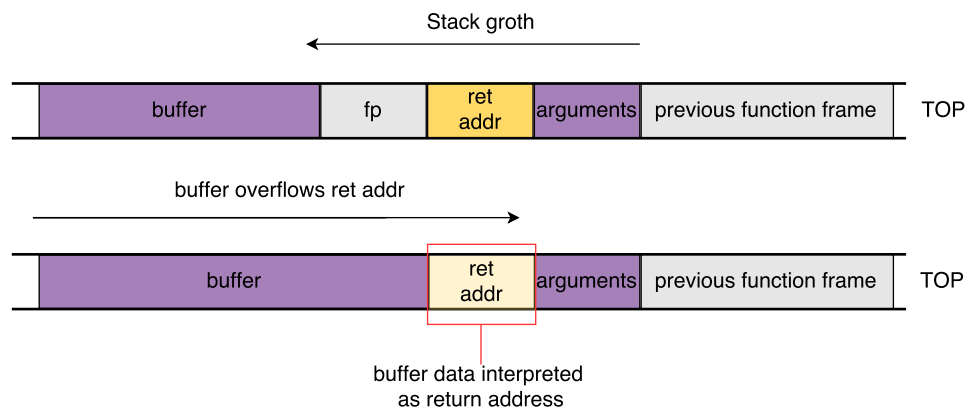 Stack groth
buffer
fp
ret
addr
arguments
previous function frame
TOP
buffer overflows ret addr
buffer
ret
addr
arguments
previous function frame
TOP
buffer data interpreted
as return address